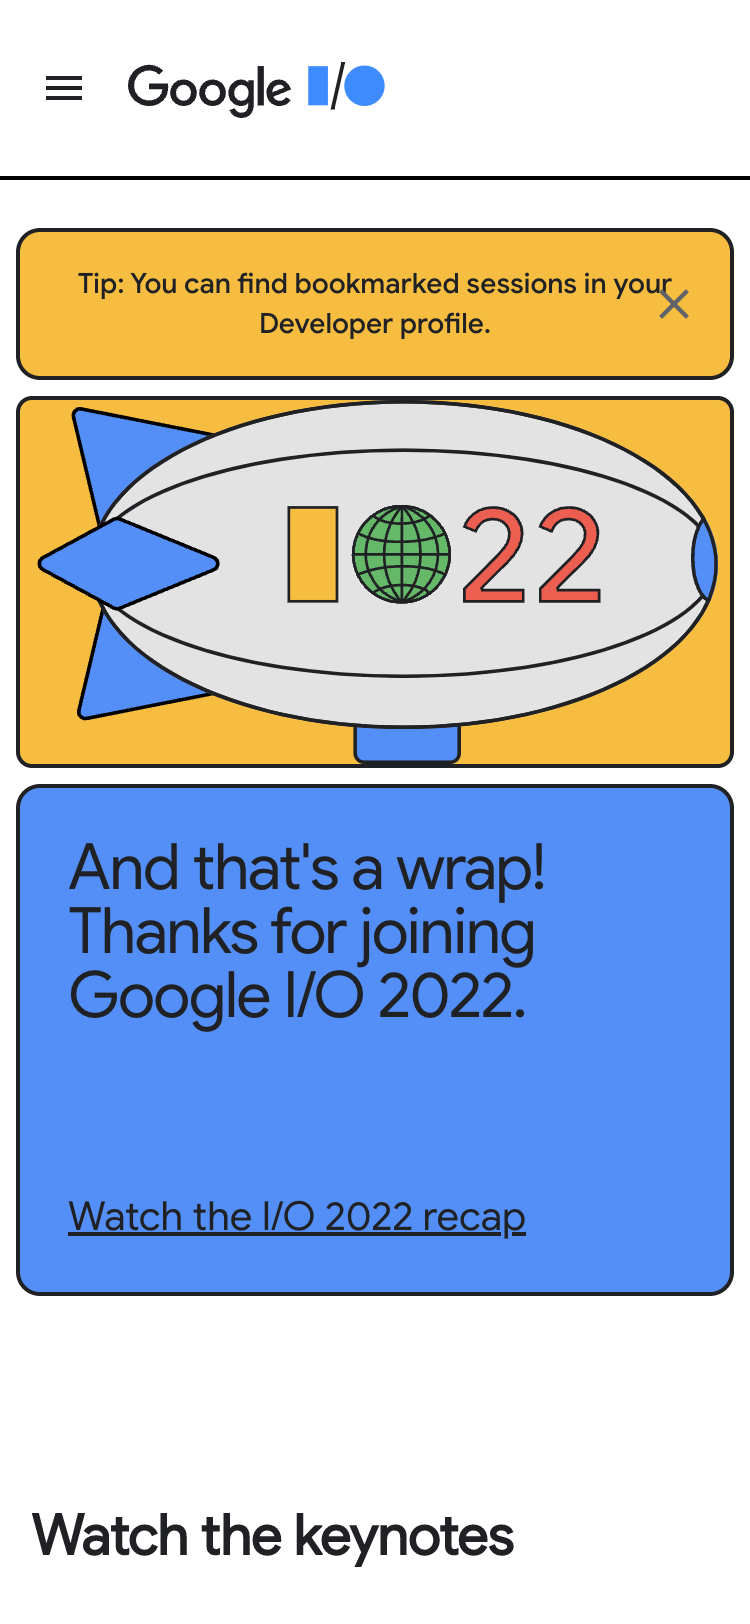 Google I/O
Tip: You can find bookmarked sessions in your
Developer profile.
IO22
And that's a wrap!
Thanks for joining
Google I/O 2022.
Watch the I/O 2022 recap
Watch the keynotes